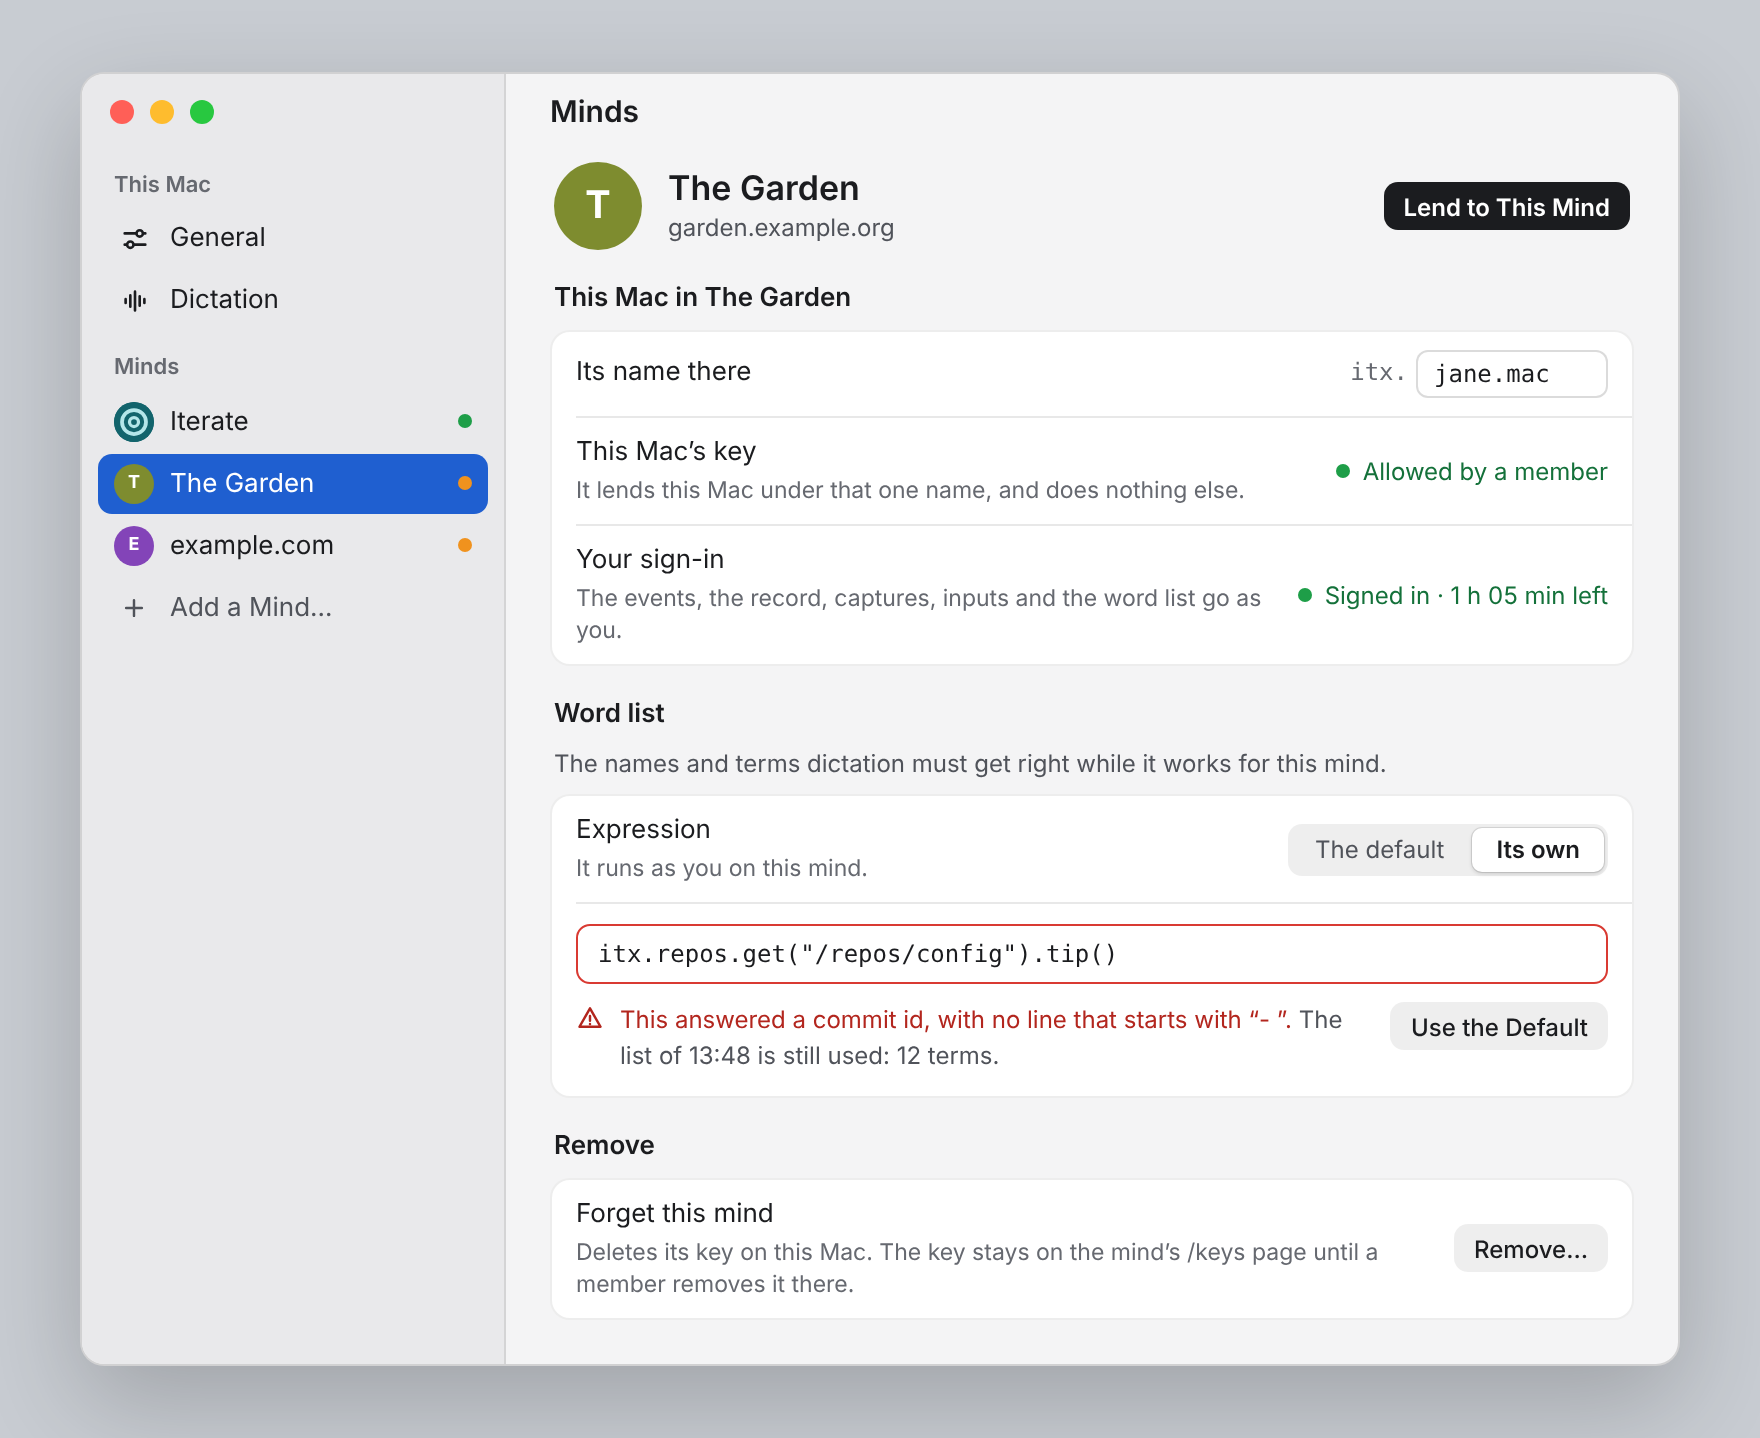 This Mac
General
Dictation
Minds
Iterate
T The Garden
E example.com
+ Add a Mind...
Minds
T
The Garden
garden.example.org
Lend to This Mind
This Mac in The Garden
Its name there
itx. jane.mac
This Mac’s key
It lends this Mac under that one name, and does nothing else.
Allowed by a member
Your sign-in
The events, the record, captures, inputs and the word list go as
you.
Signed in · 1 h 05 min left
Word list
The names and terms dictation must get right while it works for this mind.
Expression
It runs as you on this mind.
The default
Its own
itx.repos.get("/repos/config").tip()
This answered a commit id, with no line that starts with “- ”. The
list of 13:48 is still used: 12 terms.
Use the Default
Remove
Forget this mind
Deletes its key on this Mac. The key stays on the mind’s /keys page until a
member removes it there.
Remove...